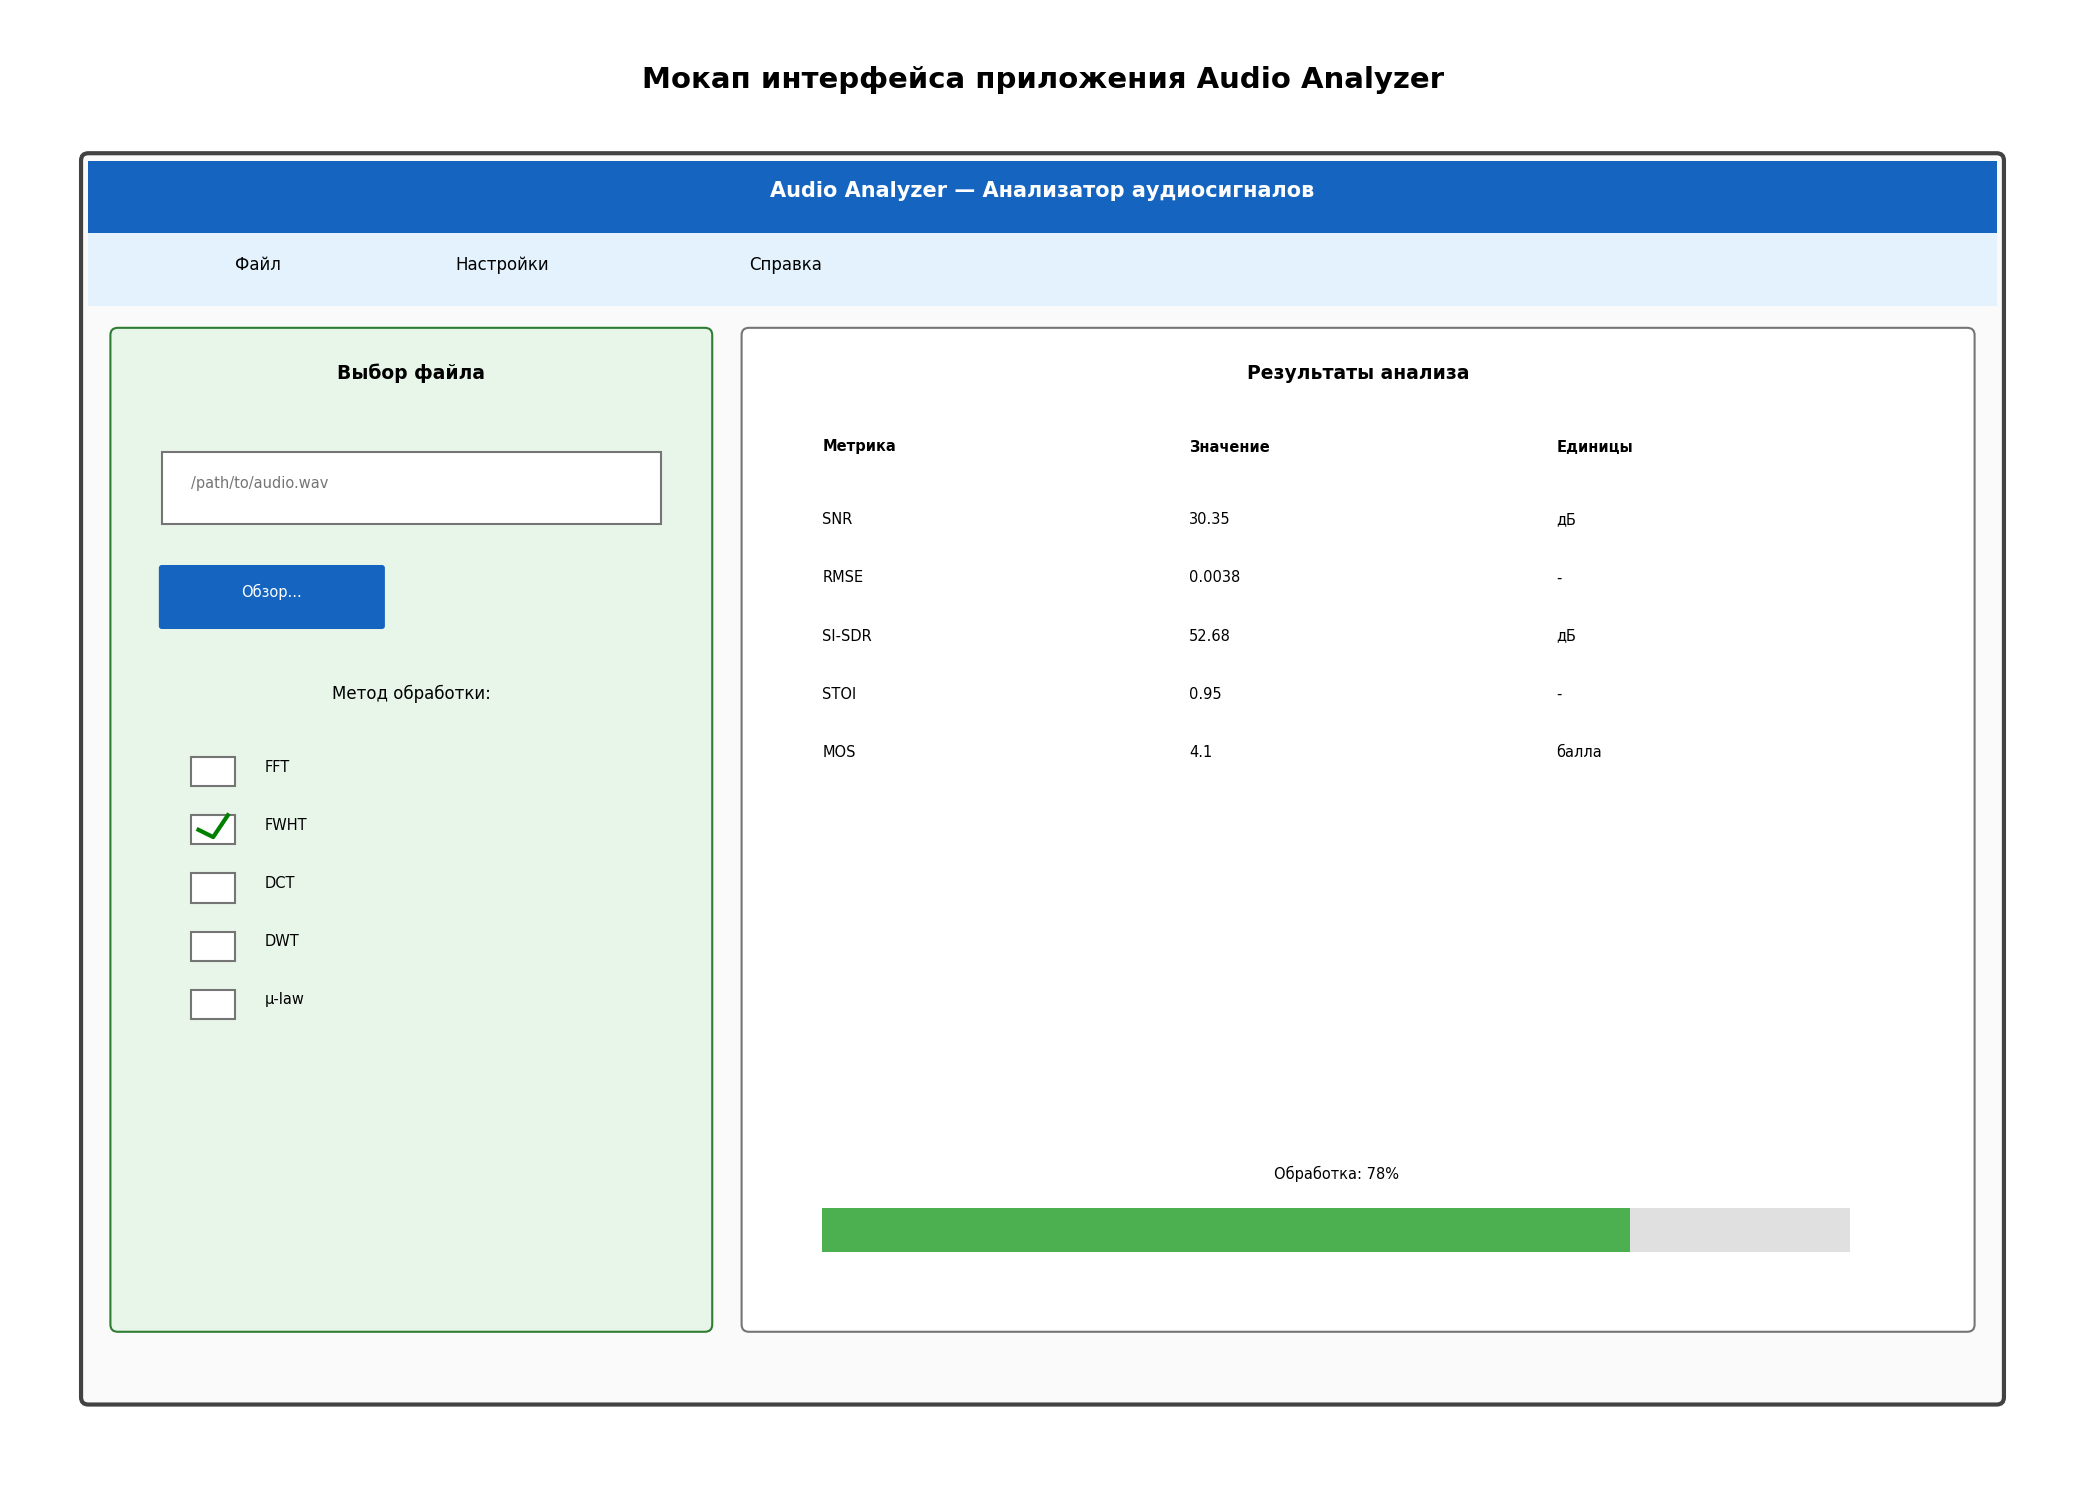 Мокап интерфейса приложения Audio Analyzer
Audio Analyzer — Анализатор аудиосигналов
Файл Настройки Справка
Выбор файла
/path/to/audio.wav
Обзор...
Метод обработки:
FFT
FWHT
DCT
DWT
μ-law
Результаты анализа
Метрика Значение Единицы
SNR 30.35 дБ
RMSE 0.0038 -
SI-SDR 52.68 дБ
STOI 0.95 -
MOS 4.1 балла
Обработка: 78%